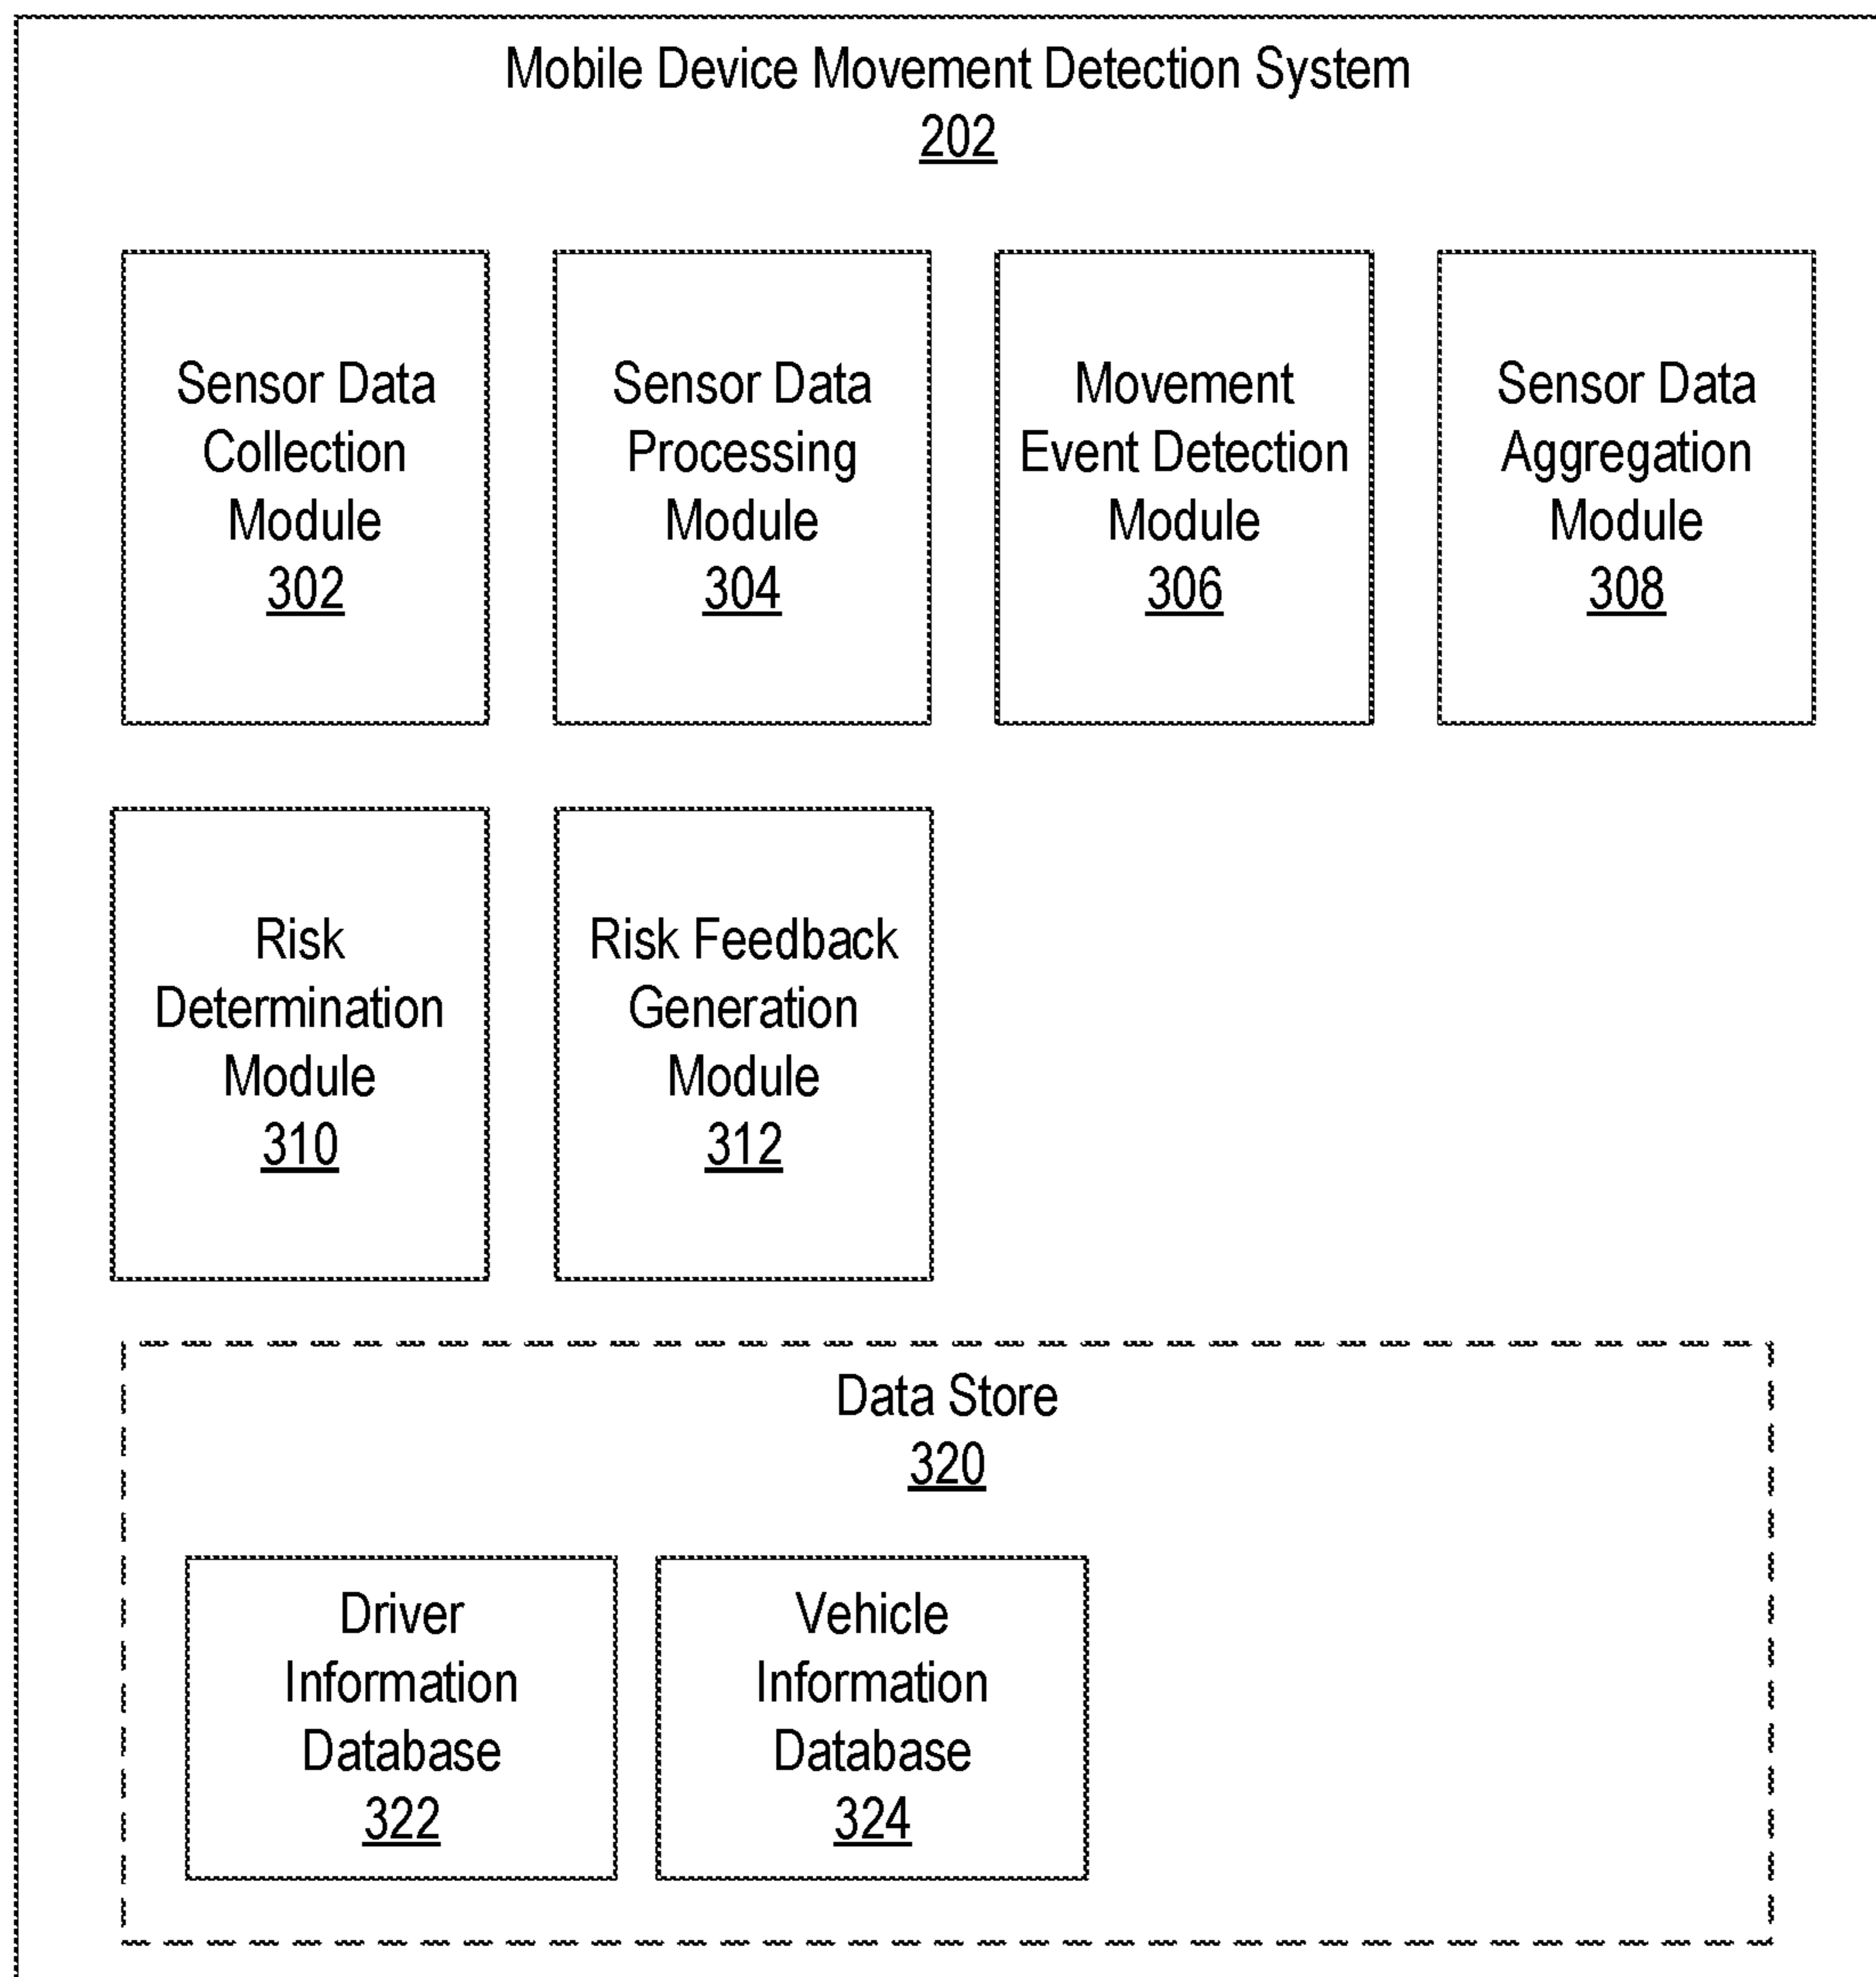 Mobile Device Movement Detection System
202
Sensor Data
Collection
Module
302
Sensor Data
Processing
Module
304
Movement
Event Detection
Module
306
Sensor Data
Aggregation
Module
308
Risk
Determination
Module
310
Risk Feedback
Generation
Module
312
Data Store
320
Driver
Information
Database
322
Vehicle
Information
Database
324